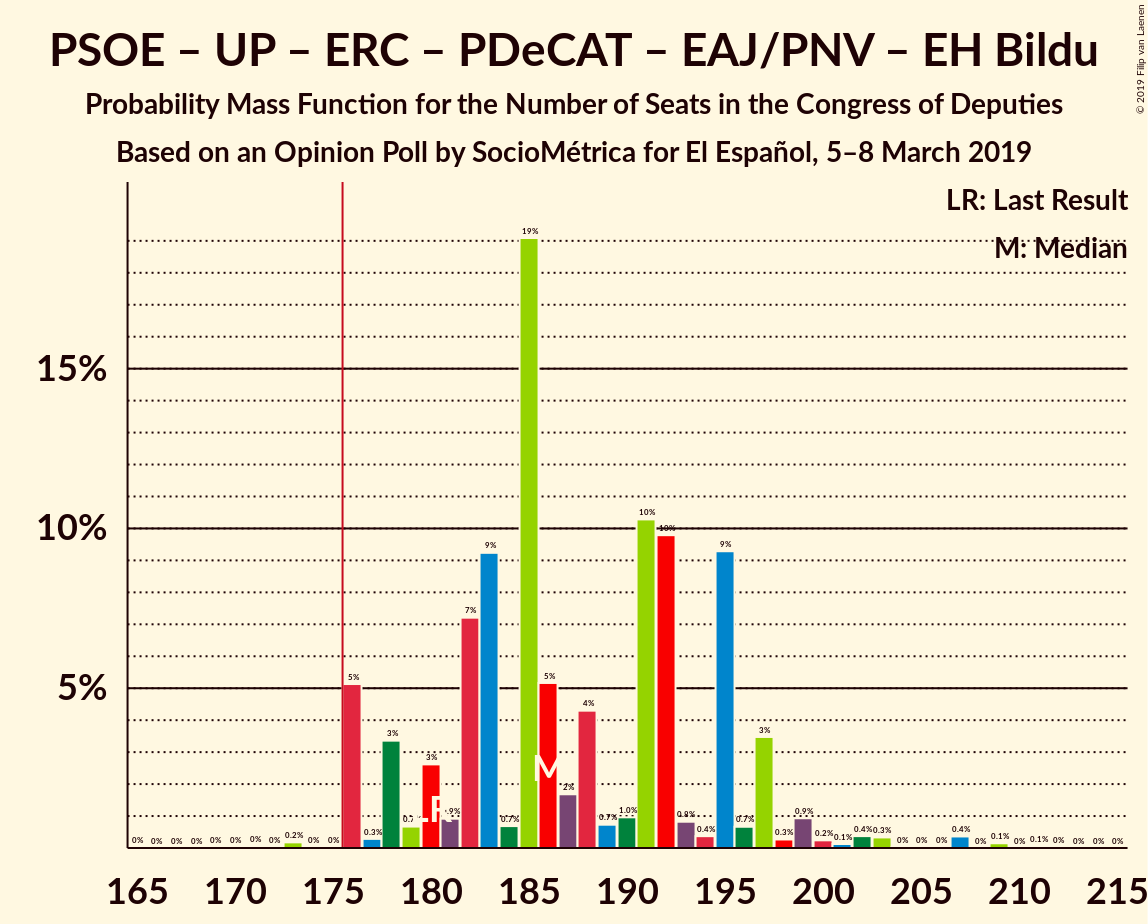 PSOE – UP – ERC – PDeCAT – EAJ/PNV – EH Bildu
Probability Mass Function for the Number of Seats in the Congress of Deputies
Based on an Opinion Poll by SocioMétrica for El Español, 5–8 March 2019
© 2019 Filip van Laenen
LR: Last Result
M: Median
15%
10%
5%
0% 0% 0% 0% 0% 0% 0% 0% 0.2% 0% 0% 5% 0.3% 3% 3% 7% 9% 0.7% 19% 5% 2% 4% 0.7% 1.0% 10% 10% 0.8% 0.4% 9% 0.7% 3% 0.3% 0.9% 0.2% 0.1% 0.4% 0.3% 0% 0% 0% 0.4% 0% 0.1% 0% 0.1% 0% 0% 0% 0%
LR
M
165 170 175 180 185 190 195 200 205 210 215